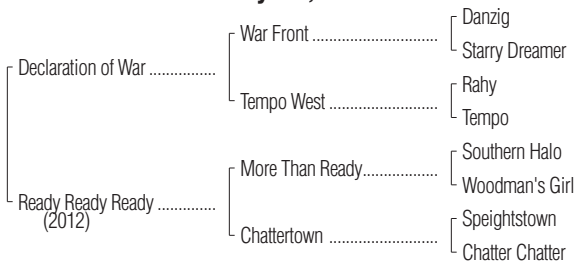 Danzig
War Front ................................
Starry Dreamer
Declaration of War ................
Rahy
Tempo West ...........................
Tempo
Southern Halo
More Than Ready...................
Woodman's Girl
Ready Ready Ready ..............
(2012)
Speightstown
Chattertown ...........................
Chatter Chatter